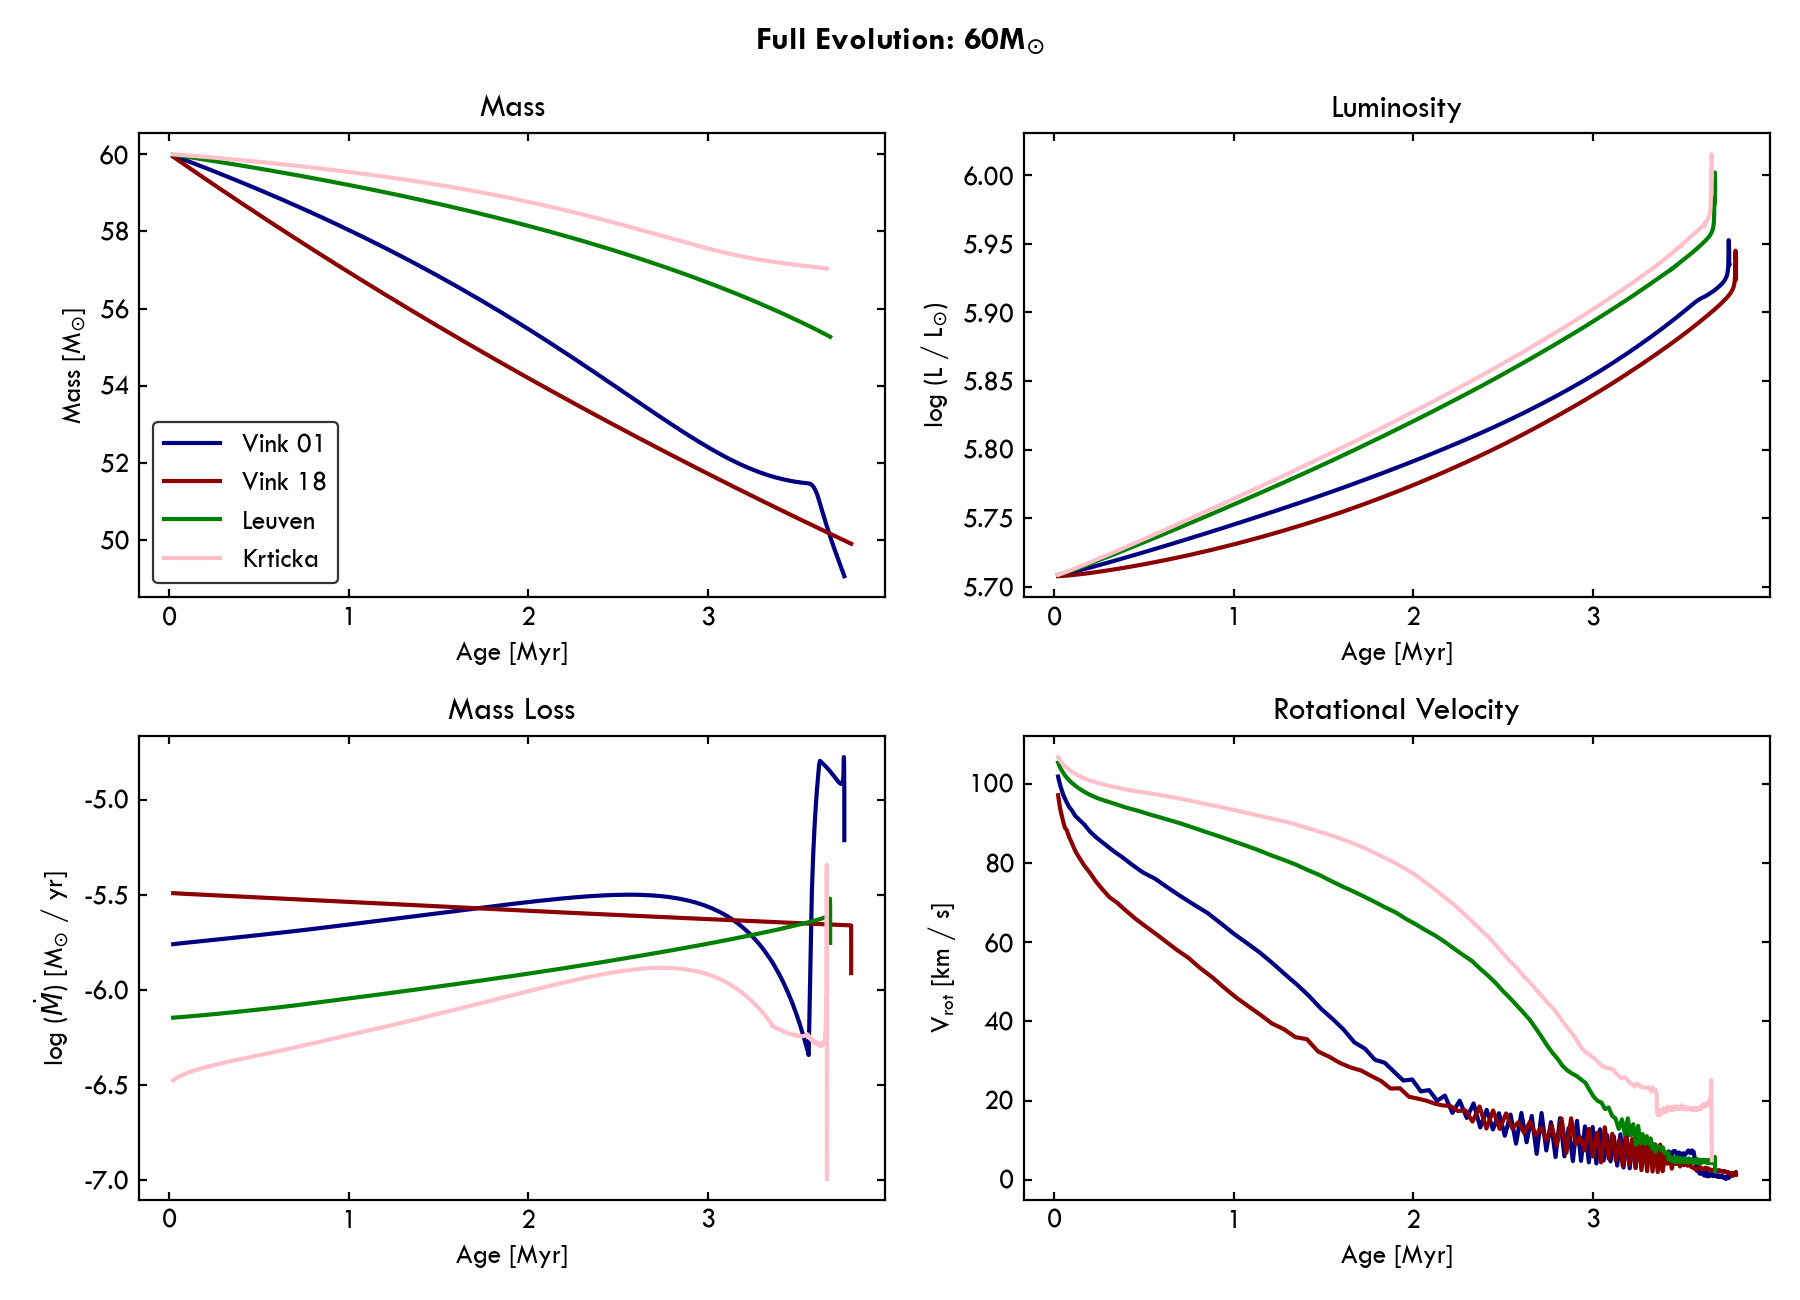 Full Evolution: 60M⊙
Mass
Mass [M⊙]
60
58
56
54
52
50
Vink 01
Vink 18
Leuven
Krticka
0 1 2 3
Age [Myr]
Luminosity
log (L / L⊙)
6.00
5.95
5.90
5.85
5.80
5.75
5.70
0 1 2 3
Age [Myr]
Mass Loss
log (Ṁ) [M⊙ / yr]
-5.0
-5.5
-6.0
-6.5
-7.0
0 1 2 3
Age [Myr]
Rotational Velocity
V_rot [km / s]
100
80
60
40
20
0
0 1 2 3
Age [Myr]